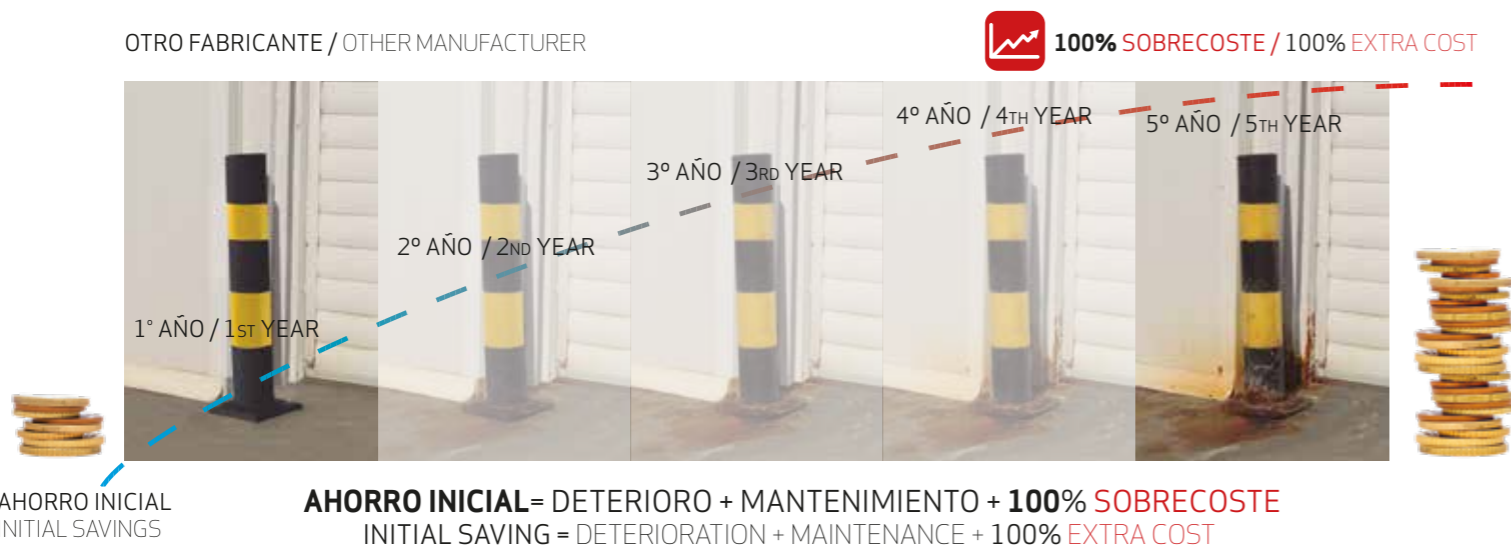 OTRO FABRICANTE / OTHER MANUFACTURER
100% SOBRECOSTE / 100% EXTRA COST
1° AÑO / 1ST YEAR
2º AÑO / 2ND YEAR
3º AÑO / 3RD YEAR
4º AÑO / 4TH YEAR
5º AÑO / 5TH YEAR
AHORRO INICIAL
INITIAL SAVINGS
AHORRO INICIAL= DETERIORO + MANTENIMIENTO + 100% SOBRECOSTE
INITIAL SAVING = DETERIORATION + MAINTENANCE + 100% EXTRA COST